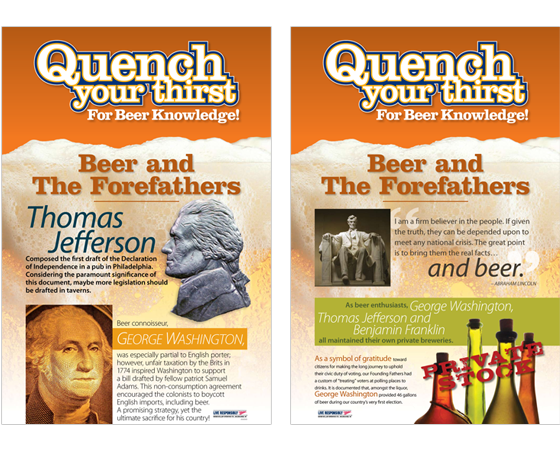 Quench
your thirst
For Beer Knowledge!
Beer and
The Forefathers
Thomas
Jefferson
Composed the first draft of the Declaration
of Independence in a pub in Philadelphia.
Considering the paramount significance of
this document, maybe more legislation should
be drafted in taverns.
Beer connoisseur,
GEORGE WASHINGTON,
was especially partial to English porter,
however, unfair taxation by the Brits in
1774 inspired Washington to support
a bill drafted by fellow patriot Samuel
Adams. This non-consumption agreement
encouraged the colonists to boycott
English imports, including beer.
A promising strategy, yet the
ultimate sacrifice for his country!
LIVE RESPONSIBLY
Quench
your thirst
For Beer Knowledge!
Beer and
The Forefathers
I am a firm believer in the people. If given
the truth, they can be depended upon to
meet any national crisis. The great point
is to bring them the real facts...
and beer.”
– ABRAHAM LINCOLN
As beer enthusiasts, George Washington,
Thomas Jefferson and
Benjamin Franklin
all maintained their own private breweries.
PRIVATE
STOCK
As a symbol of gratitude toward
citizens for making the long journey to uphold
their civic duty of voting, our Founding Fathers had
a custom of “treating” voters at polling places to
drinks. It is documented that, amongst the liquor,
George Washington provided 46 gallons
of beer during our country's very first election.
LIVE RESPONSIBLY